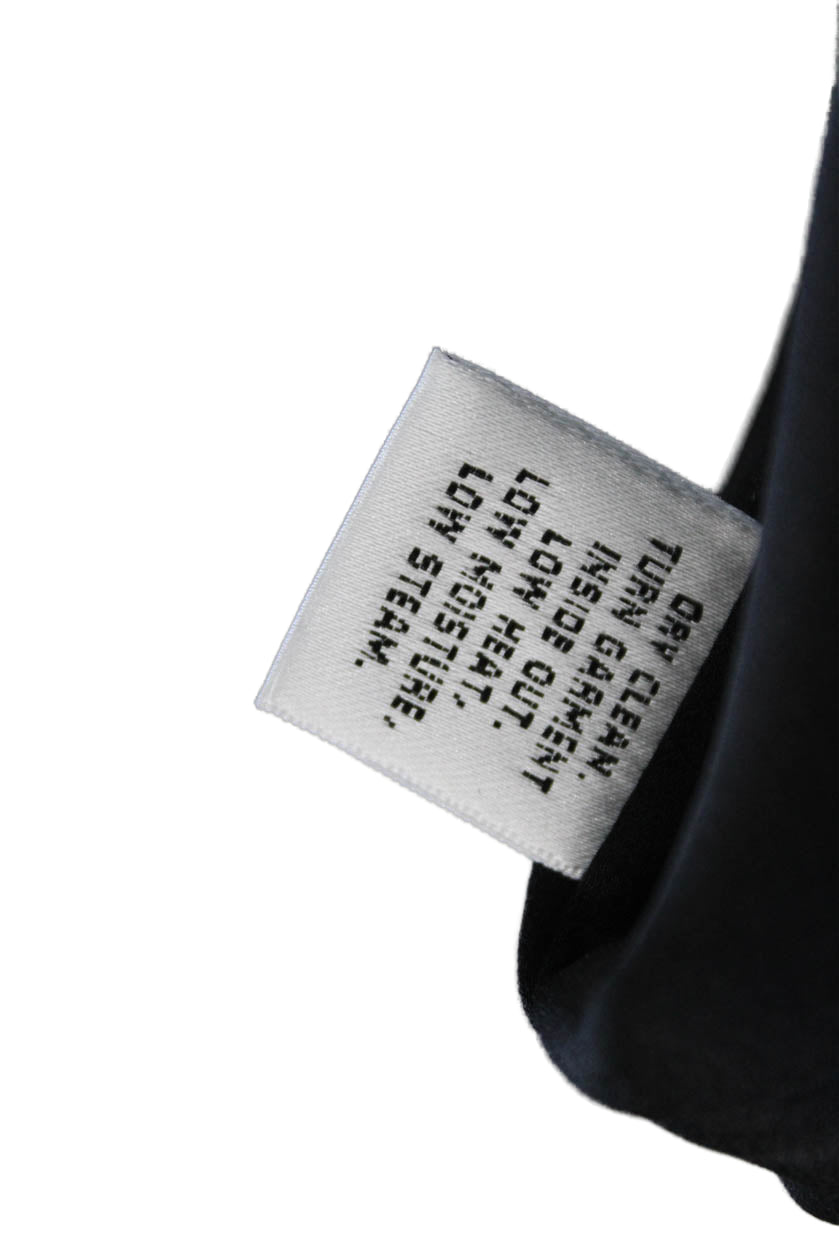 DRY CLEAN.
TURN GARMENT
INSIDE OUT.
LOW HEAT,
LOW MOISTURE,
LOW STEAM.